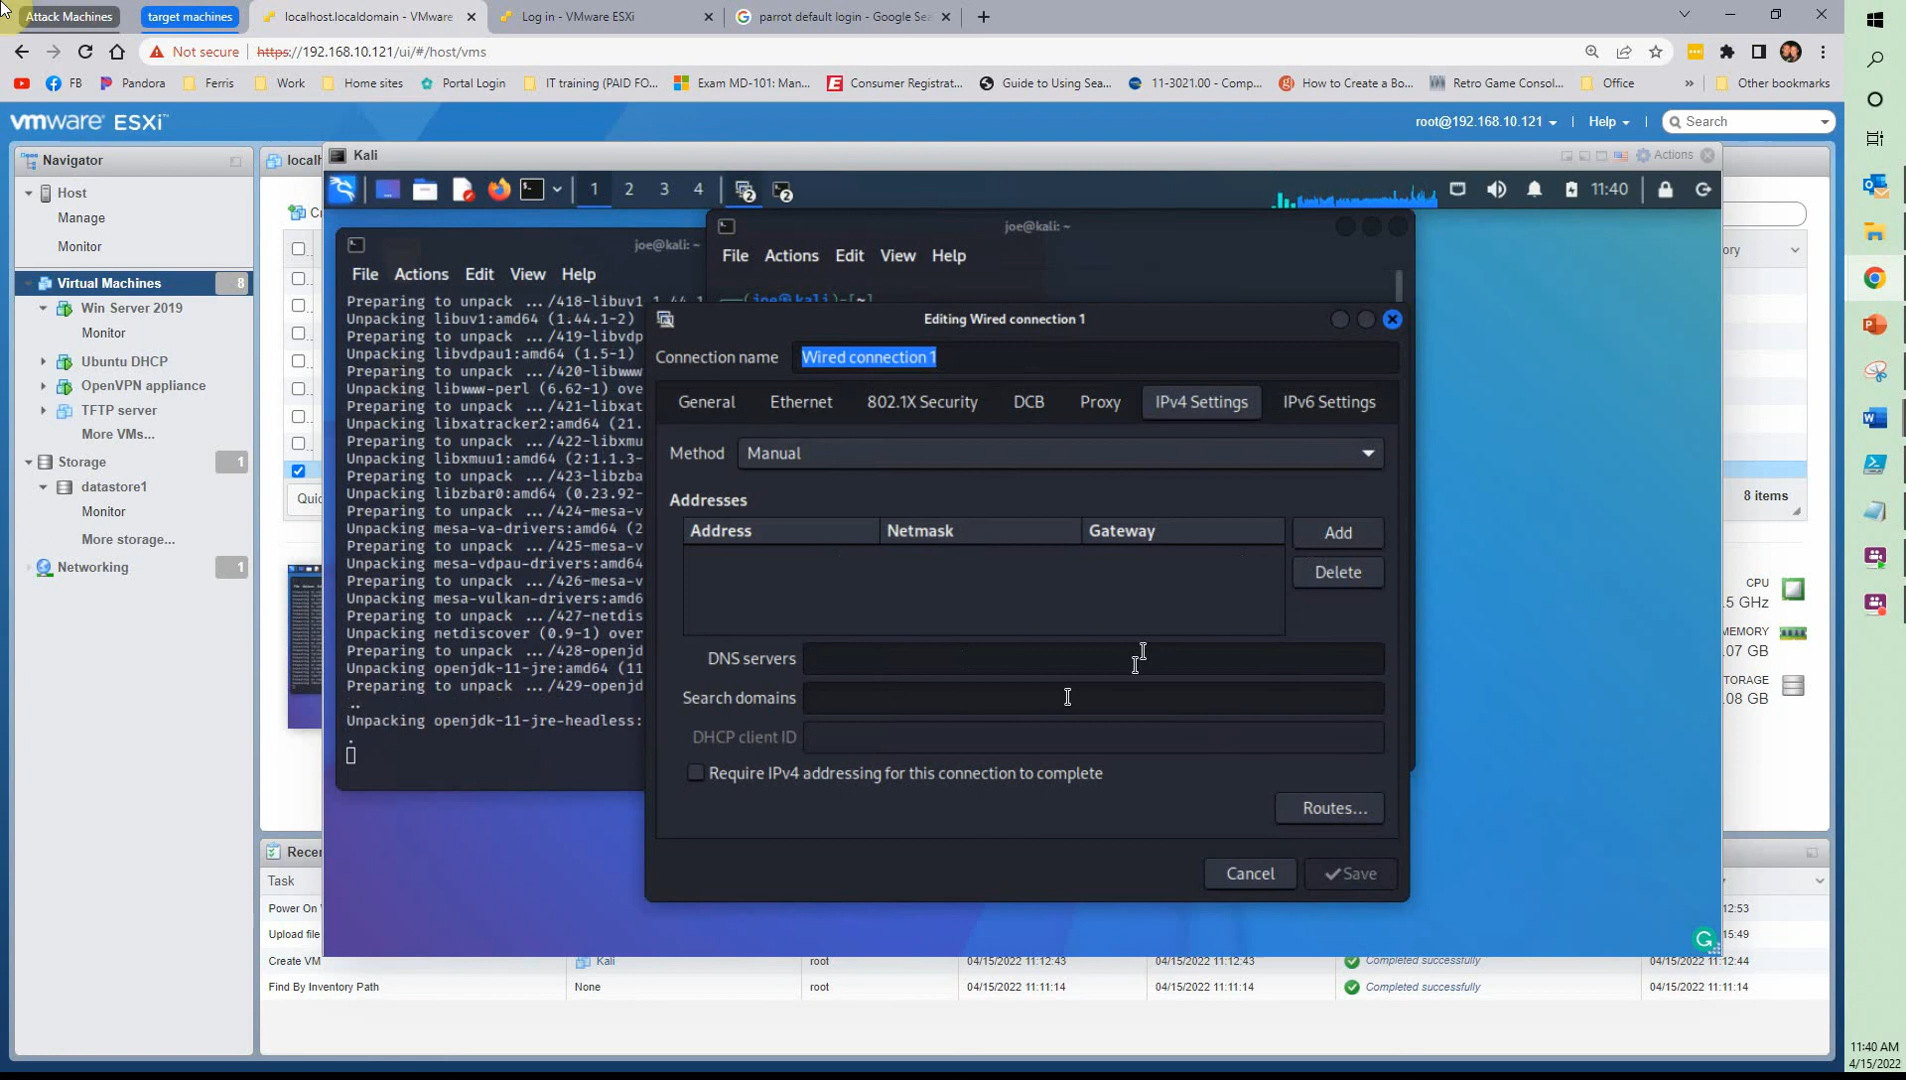 Attack Machines
target machines
localhost.localdomain - VMware
Log in - VMware ESXi
parrot default login - Google Sea
Not secure
https://192.168.10.121/ui/#/host/vms
FB
Pandora
Ferris
Work
Home sites
Portal Login
IT training (PAID FO...
Exam MD-101: Man...
Consumer Registrat...
Guide to Using Sea...
11-3021.00 - Comp...
How to Create a Bo...
Retro Game Consol...
Office
»
Other bookmarks
vmware ESXi
root@192.168.10.121
Help
Search
Navigator
Host
Manage
Monitor
Virtual Machines 8
Win Server 2019
Monitor
Ubuntu DHCP
OpenVPN appliance
TFTP server
More VMs...
Storage 1
datastore1
Monitor
More storage...
Networking 1
localh
Kali
Actions
1 2 3 4
11:40
joe@kali: ~
File Actions Edit View Help
Preparing to unpack .../418-libuv1 1.44.1
Unpacking libuv1:amd64 (1.44.1-2)
Preparing to unpack .../419-libvdp
Unpacking libvdpau1:amd64 (1.5-1)
Preparing to unpack .../420-libwww
Unpacking libwww-perl (6.62-1) ove
Preparing to unpack .../421-libxat
Unpacking libxatracker2:amd64 (21.
Preparing to unpack .../422-libxmu
Unpacking libxmuu1:amd64 (2:1.1.3-
Preparing to unpack .../423-libzba
Unpacking libzbar0:amd64 (0.23.92-
Preparing to unpack .../424-mesa-v
Unpacking mesa-va-drivers:amd64 (2
Preparing to unpack .../425-mesa-v
Unpacking mesa-vdpau-drivers:amd64
Preparing to unpack .../426-mesa-v
Unpacking mesa-vulkan-drivers:amd6
Preparing to unpack .../427-netdis
Unpacking netdiscover (0.9-1) over
Preparing to unpack .../428-openjd
Unpacking openjdk-11-jre:amd64 (11
Preparing to unpack .../429-openjd
..
Unpacking openjdk-11-jre-headless:
.
joe@kali: ~
File Actions Edit View Help
(joe㉿kali)-[~]
Editing Wired connection 1
Connection name Wired connection 1
General Ethernet 802.1X Security DCB Proxy IPv4 Settings IPv6 Settings
Method Manual
Addresses
Address Netmask Gateway
Add
Delete
DNS servers
Search domains
DHCP client ID
Require IPv4 addressing for this connection to complete
Routes...
Cancel
Save
Quic
8 items
CPU
5 GHz
MEMORY
07 GB
STORAGE
08 GB
Recen
Task
Power On V
12:53
Upload file
15:49
Create VM Kali root 04/15/2022 11:12:43 04/15/2022 11:12:43 Completed successfully 04/15/2022 11:12:44
Find By Inventory Path None root 04/15/2022 11:11:14 04/15/2022 11:11:14 Completed successfully 04/15/2022 11:11:14
11:40 AM
4/15/2022